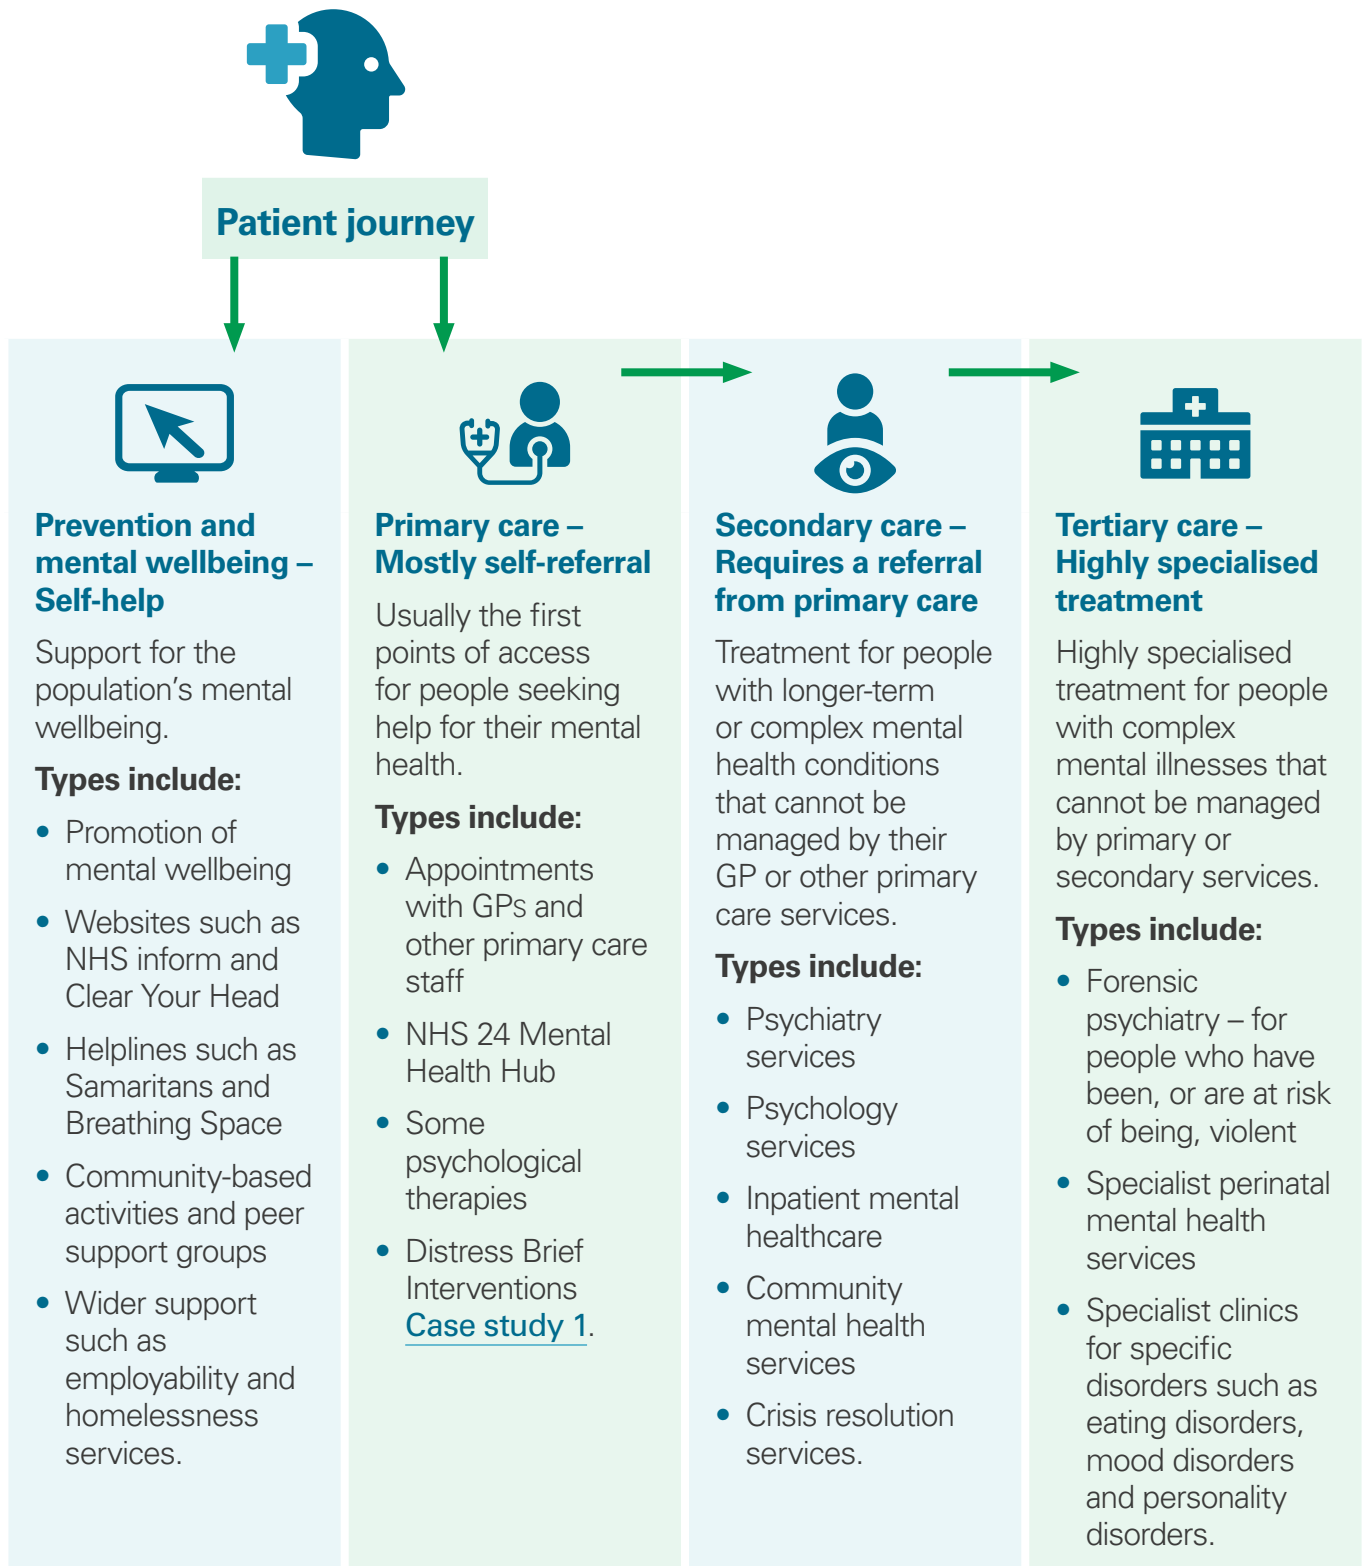 Patient journey
Prevention and
mental wellbeing –
Self-help
Support for the
population’s mental
wellbeing.
Types include:
• Promotion of
mental wellbeing
• Websites such as
NHS inform and
Clear Your Head
• Helplines such as
Samaritans and
Breathing Space
• Community-based
activities and peer
support groups
• Wider support
such as
employability and
homelessness
services.
Primary care –
Mostly self-referral
Usually the first
points of access
for people seeking
help for their mental
health.
Types include:
• Appointments
with GPs and
other primary care
staff
• NHS 24 Mental
Health Hub
• Some
psychological
therapies
• Distress Brief
Interventions
Case study 1.
Secondary care –
Requires a referral
from primary care
Treatment for people
with longer-term
or complex mental
health conditions
that cannot be
managed by their
GP or other primary
care services.
Types include:
• Psychiatry
services
• Psychology
services
• Inpatient mental
healthcare
• Community
mental health
services
• Crisis resolution
services.
Tertiary care –
Highly specialised
treatment
Highly specialised
treatment for people
with complex
mental illnesses that
cannot be managed
by primary or
secondary services.
Types include:
• Forensic
psychiatry – for
people who have
been, or are at risk
of being, violent
• Specialist perinatal
mental health
services
• Specialist clinics
for specific
disorders such as
eating disorders,
mood disorders
and personality
disorders.